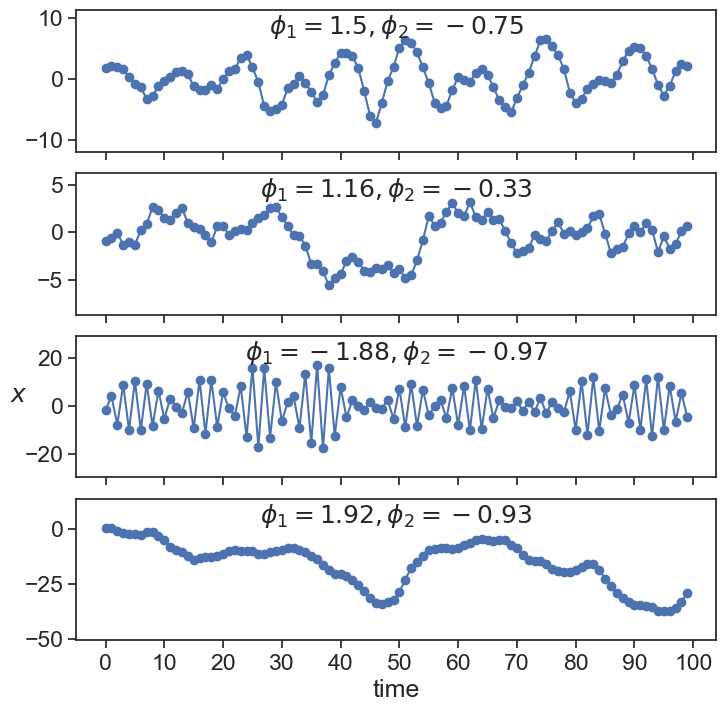 ϕ₁ = 1.5, ϕ₂ = −0.75
10
0
−10
ϕ₁ = 1.16, ϕ₂ = −0.33
5
0
−5
ϕ₁ = −1.88, ϕ₂ = −0.97
20
0
−20
x
ϕ₁ = 1.92, ϕ₂ = −0.93
0
−25
−50
0 10 20 30 40 50 60 70 80 90 100
time